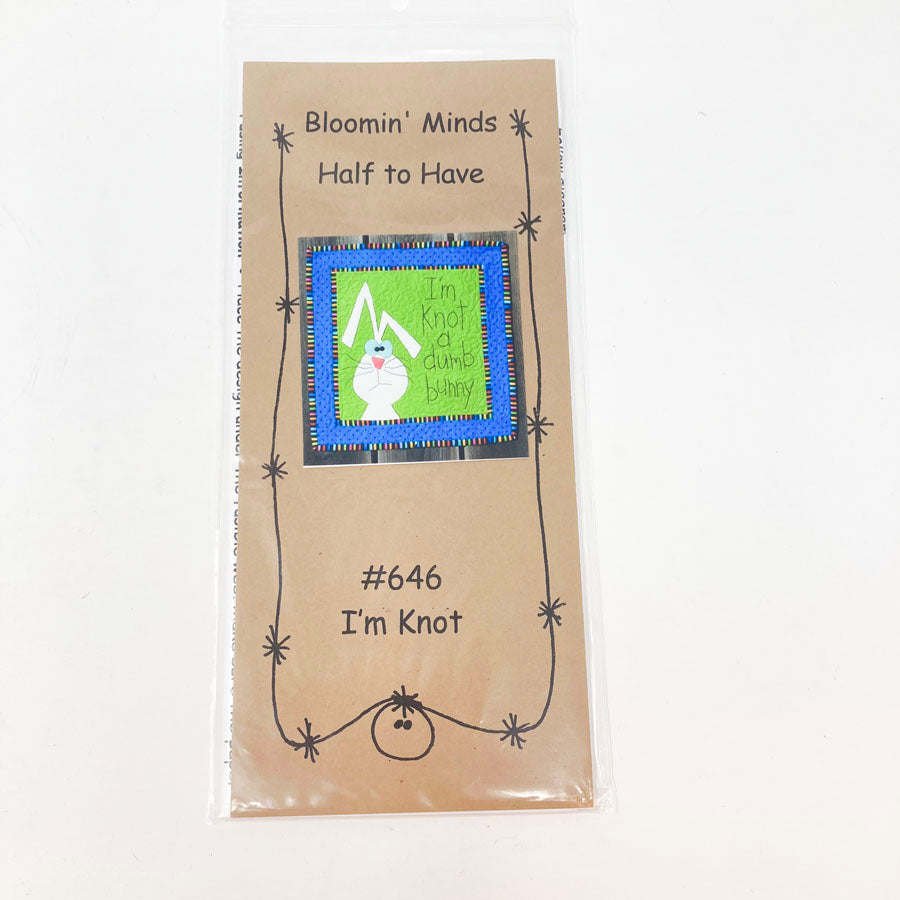 Bloomin' Minds
Half to Have
I'm
Knot
a
dumb
bunny
#646
I'm Knot